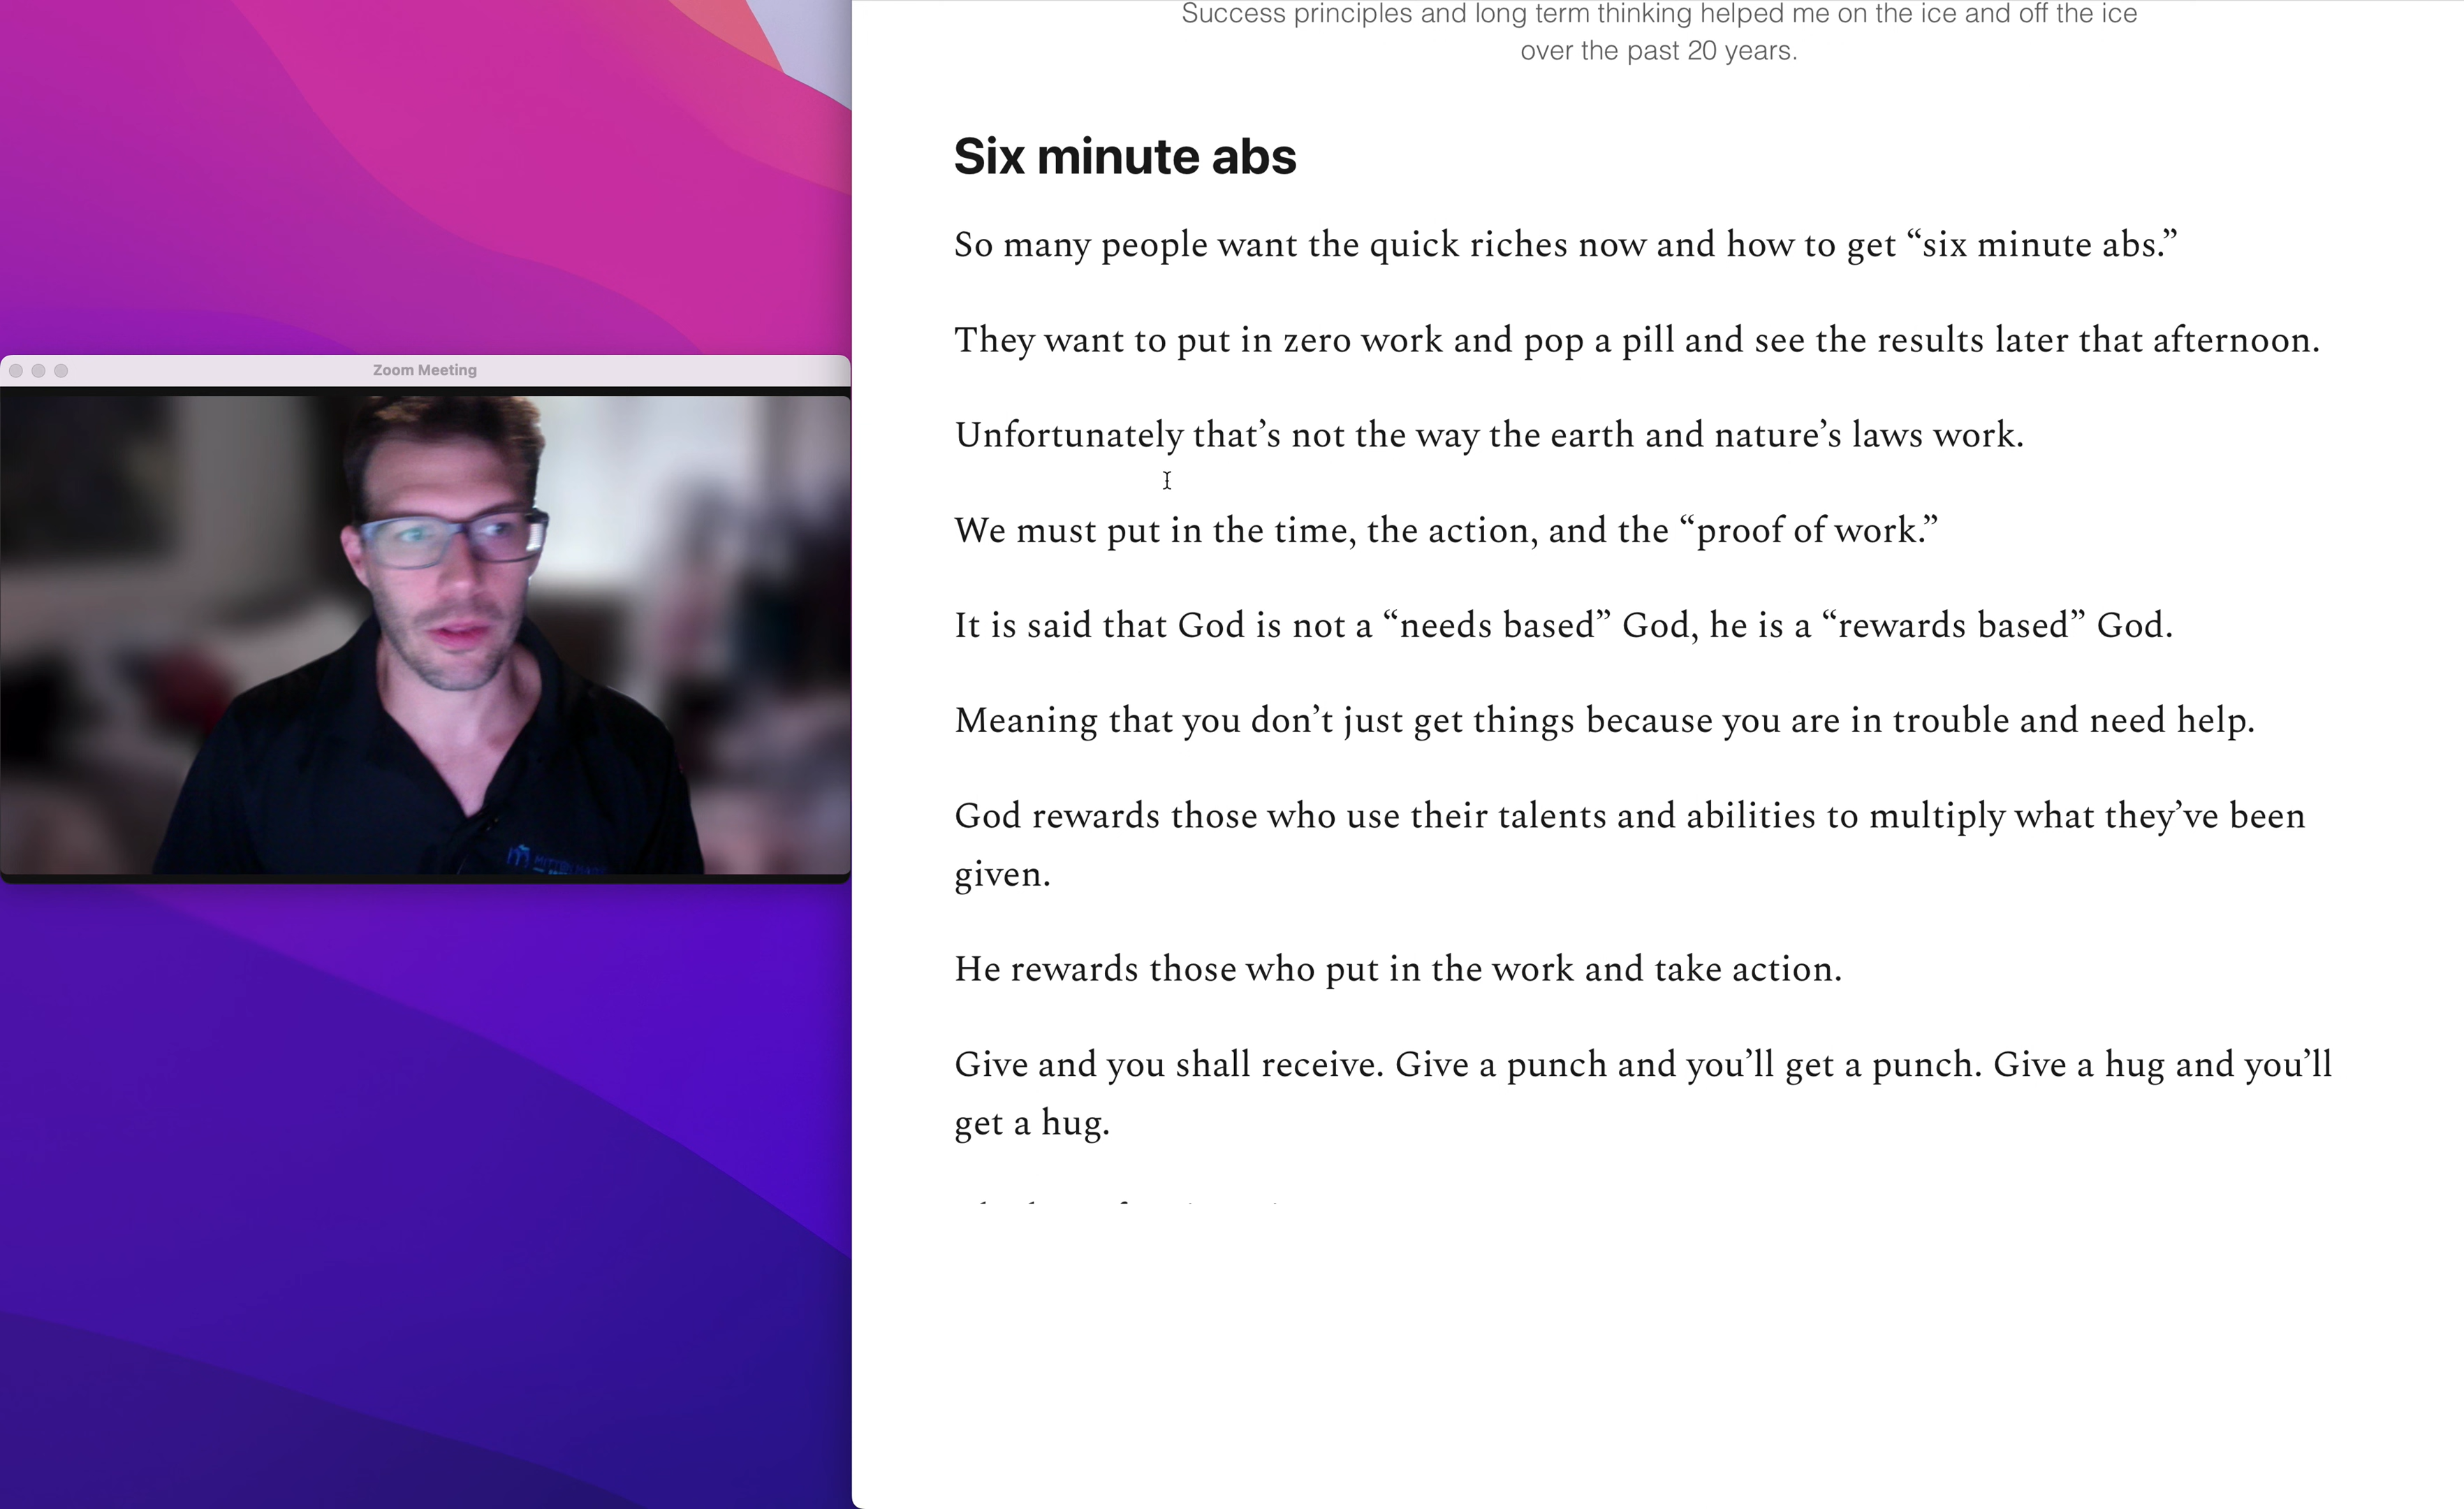 Success principles and long term thinking helped me on the ice and off the ice
over the past 20 years.
Six minute abs
So many people want the quick riches now and how to get “six minute abs.”
They want to put in zero work and pop a pill and see the results later that afternoon.
Unfortunately that’s not the way the earth and nature’s laws work.
We must put in the time, the action, and the “proof of work.”
It is said that God is not a “needs based” God, he is a “rewards based” God.
Meaning that you don’t just get things because you are in trouble and need help.
God rewards those who use their talents and abilities to multiply what they’ve been
given.
He rewards those who put in the work and take action.
Give and you shall receive. Give a punch and you’ll get a punch. Give a hug and you’ll
get a hug.
Zoom Meeting